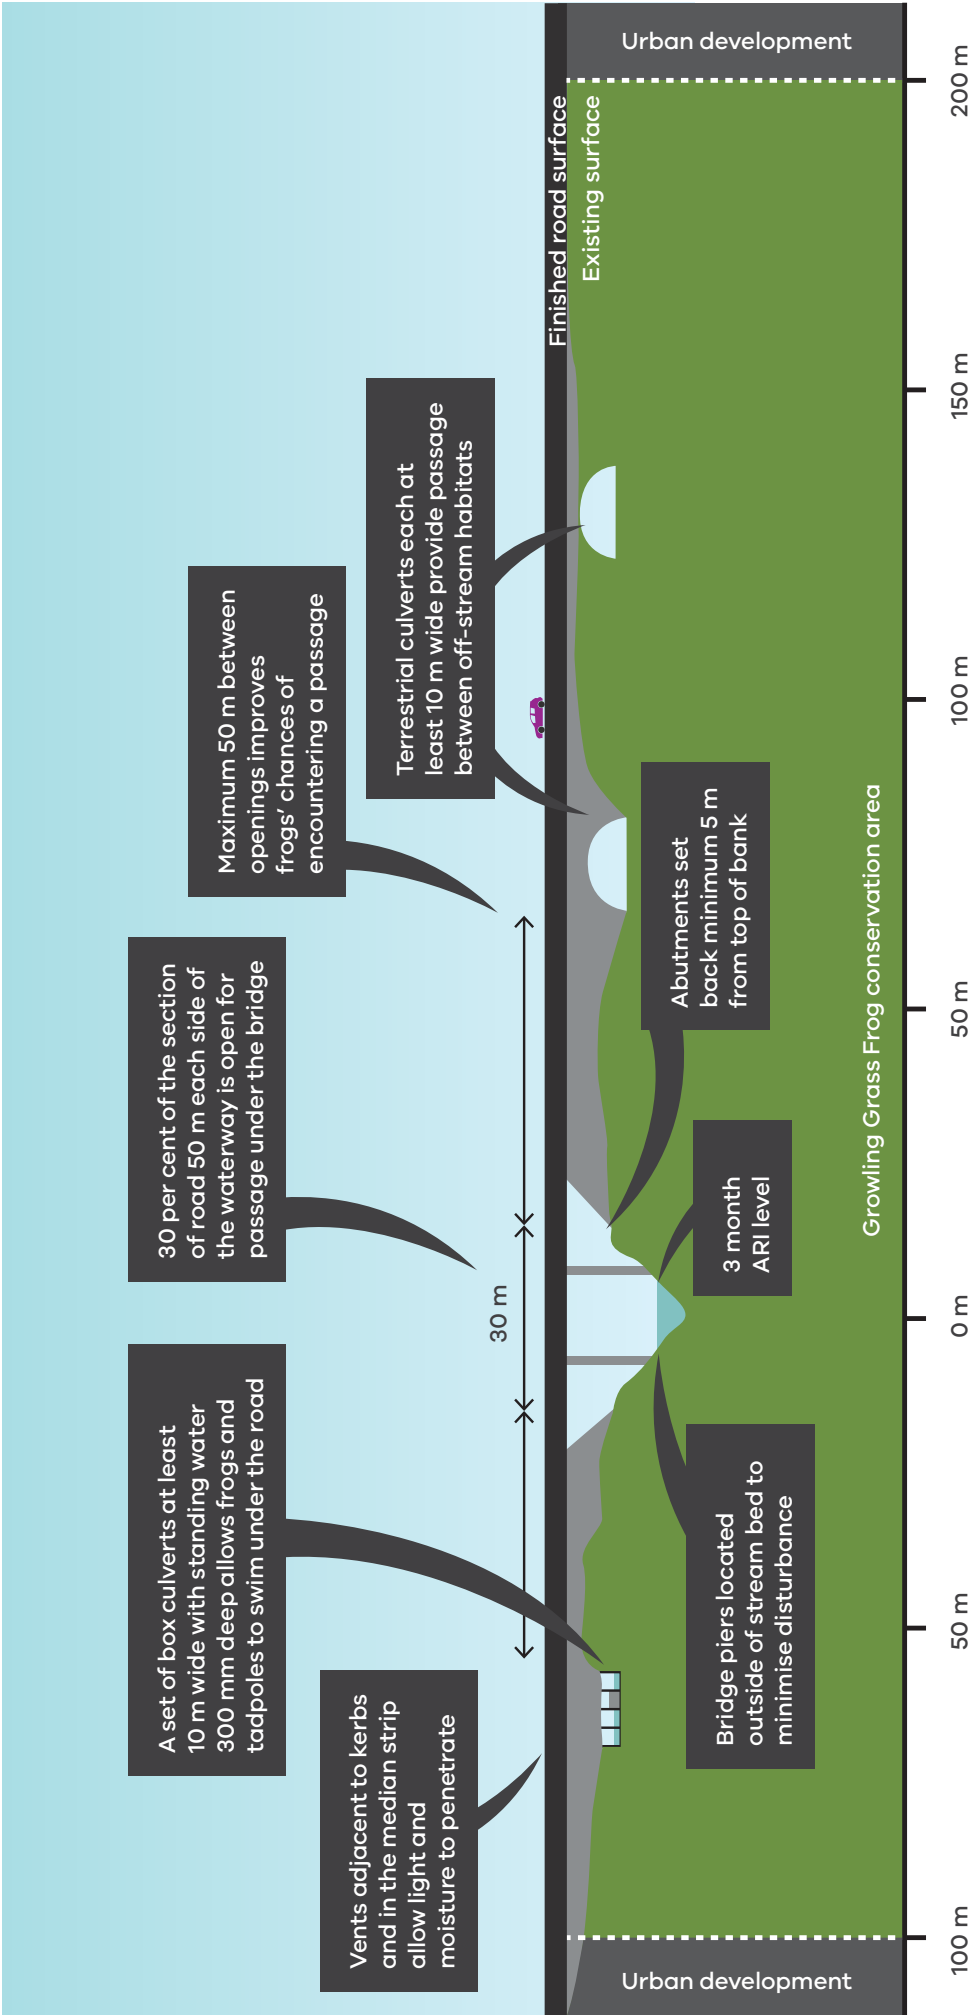 A set of box culverts at least
10 m wide with standing water
300 mm deep allows frogs and
tadpoles to swim under the road
30 per cent of the section
of road 50 m each side of
the waterway is open for
passage under the bridge
Maximum 50 m between
openings improves
frogs’ chances of
encountering a passage
Vents adjacent to kerbs
and in the median strip
allow light and
moisture to penetrate
Terrestrial culverts each at
least 10 m wide provide passage
between off-stream habitats
30 m
Finished road surface
Existing surface
Urban development
Urban development
Bridge piers located
outside of stream bed to
minimise disturbance
3 month
ARI level
Abutments set
back minimum 5 m
from top of bank
Growling Grass Frog conservation area
100 m
50 m
0 m
50 m
100 m
150 m
200 m